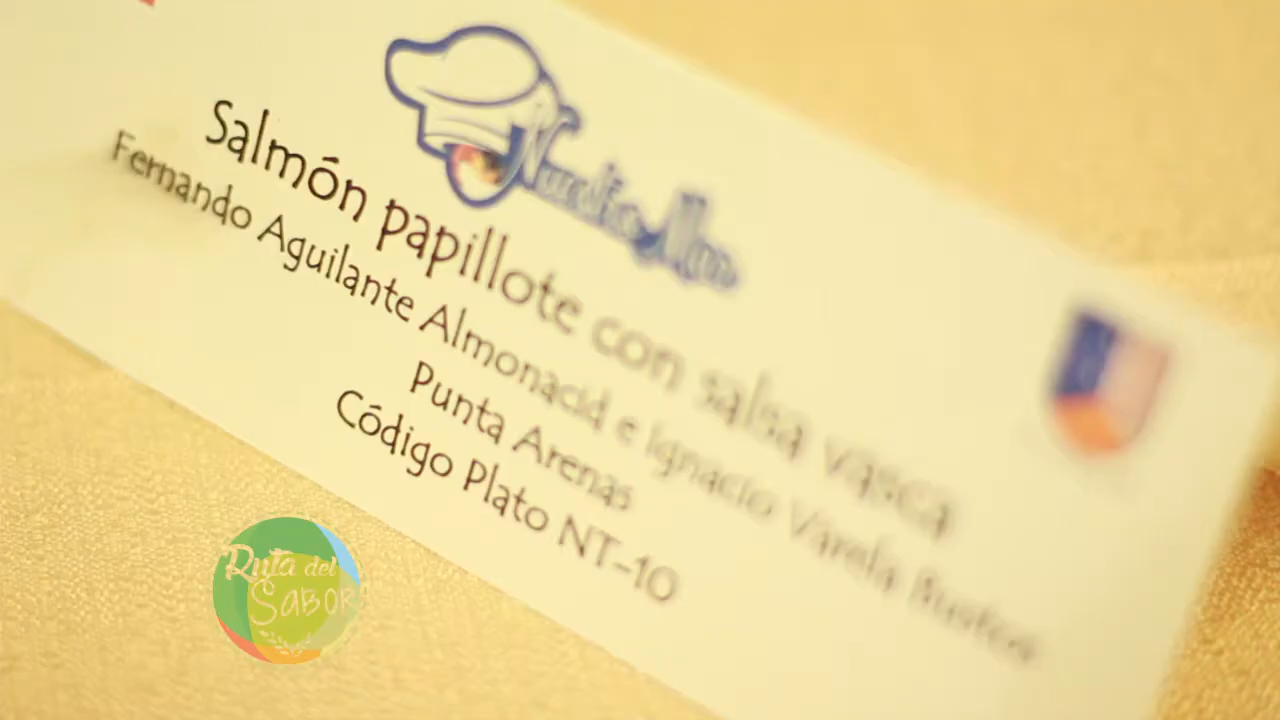 Salmón papillote con salsa vasca
Fernando Aguilante Almonacid e Ignacio Varela
Punta Arenas
Código Plato NT-10
Ruta del
SABOR